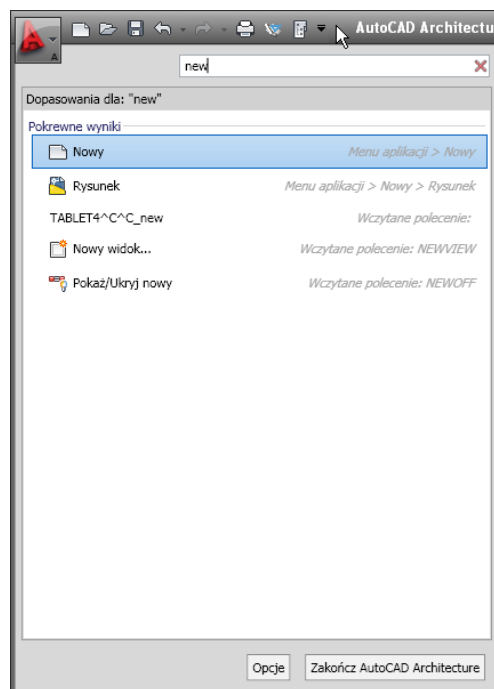 AutoCAD Architectu
A
new
Dopasowania dla: "new"
Pokrewne wyniki
Nowy Menu aplikacji > Nowy
Rysunek Menu aplikacji > Nowy > Rysunek
TABLET4^C^C_new Wczytane polecenie:
Nowy widok... Wczytane polecenie: NEWVIEW
Pokaż/Ukryj nowy Wczytane polecenie: NEWOFF
Opcje Zakończ AutoCAD Architecture